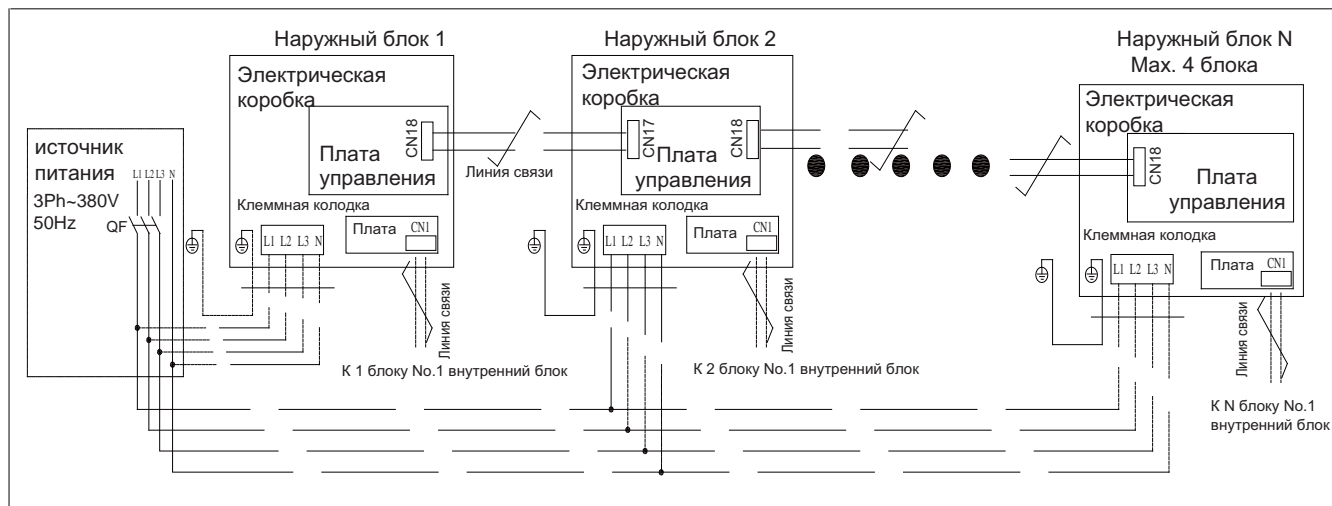 Наружный блок 1
Электрическая
коробка
CN18
Плата
управления
Клеммная колодка
L1 L2 L3 N
Плата
CN1
Линия связи
К 1 блоку No.1 внутренний блок
источник
питания
L1 L2 L3 N
3Ph~380V
50Hz
QF
Линия связи
Наружный блок 2
Электрическая
коробка
CN17
CN18
Плата
управления
Клеммная колодка
L1 L2 L3 N
Плата
CN1
Линия связи
К 2 блоку No.1 внутренний блок
Наружный блок N
Max. 4 блока
Электрическая
коробка
CN18
Плата
управления
Клеммная колодка
L1 L2 L3 N
Плата
CN1
Линия связи
К N блоку No.1
внутренний блок